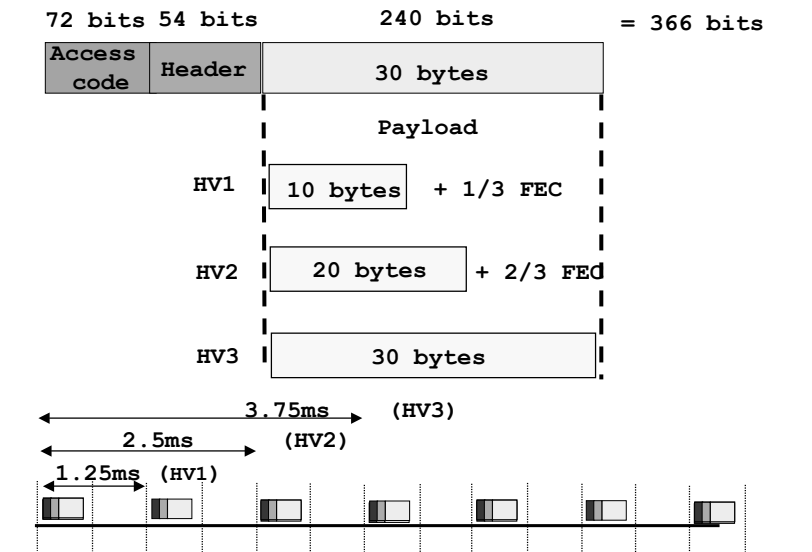 72 bits 54 bits 240 bits = 366 bits
Access code Header 30 bytes
Payload
HV1 10 bytes + 1/3 FEC
HV2 20 bytes + 2/3 FEC
HV3 30 bytes
3.75ms (HV3)
2.5ms (HV2)
1.25ms (HV1)